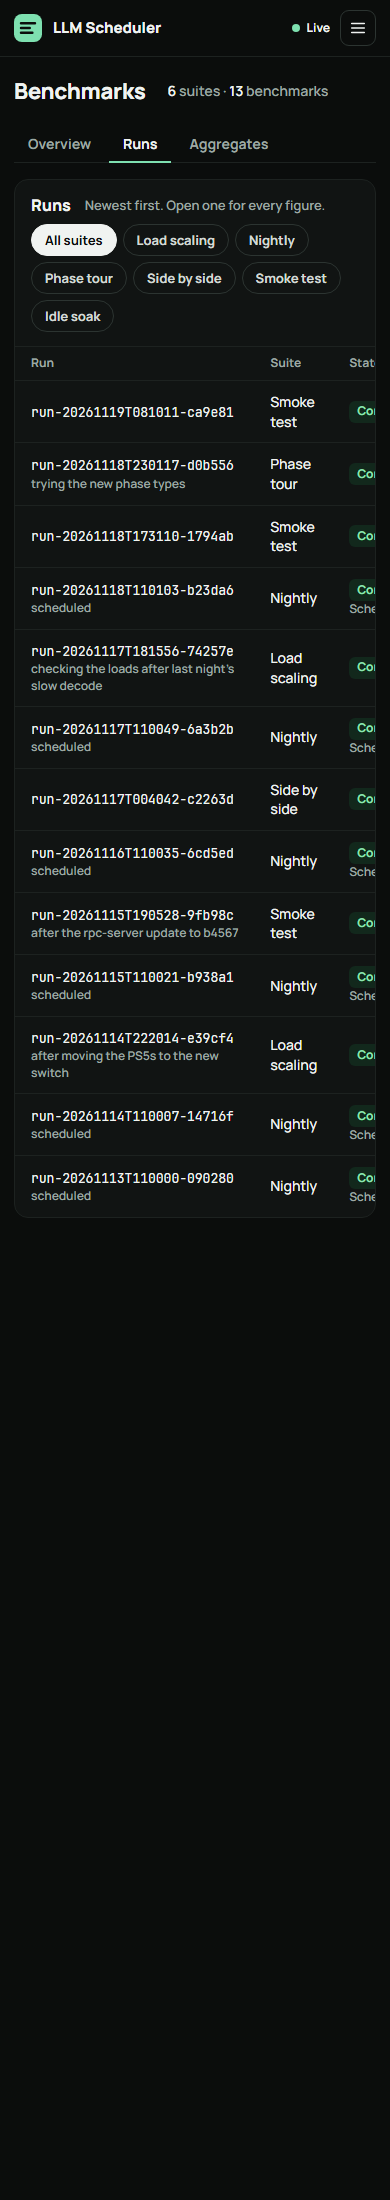 LLM Scheduler
Live
Benchmarks 6 suites · 13 benchmarks
Overview Runs Aggregates
Runs Newest first. Open one for every figure.
All suites Load scaling Nightly
Phase tour Side by side Smoke test
Idle soak
Run Suite
run-20261119T081011-ca9e81 Smoke test
run-20261118T230117-d0b556 Phase tour
trying the new phase types
run-20261118T173110-1794ab Smoke test
run-20261118T110103-b23da6 Nightly
scheduled
run-20261117T181556-74257e Load scaling
checking the loads after last night's
slow decode
run-20261117T110049-6a3b2b Nightly
scheduled
run-20261117T004042-c2263d Side by side
run-20261116T110035-6cd5ed Nightly
scheduled
run-20261115T190528-9fb98c Smoke test
after the rpc-server update to b4567
run-20261115T110021-b938a1 Nightly
scheduled
run-20261114T222014-e39cf4 Load scaling
after moving the PS5s to the new
switch
run-20261114T110007-14716f Nightly
scheduled
run-20261113T110000-090280 Nightly
scheduled